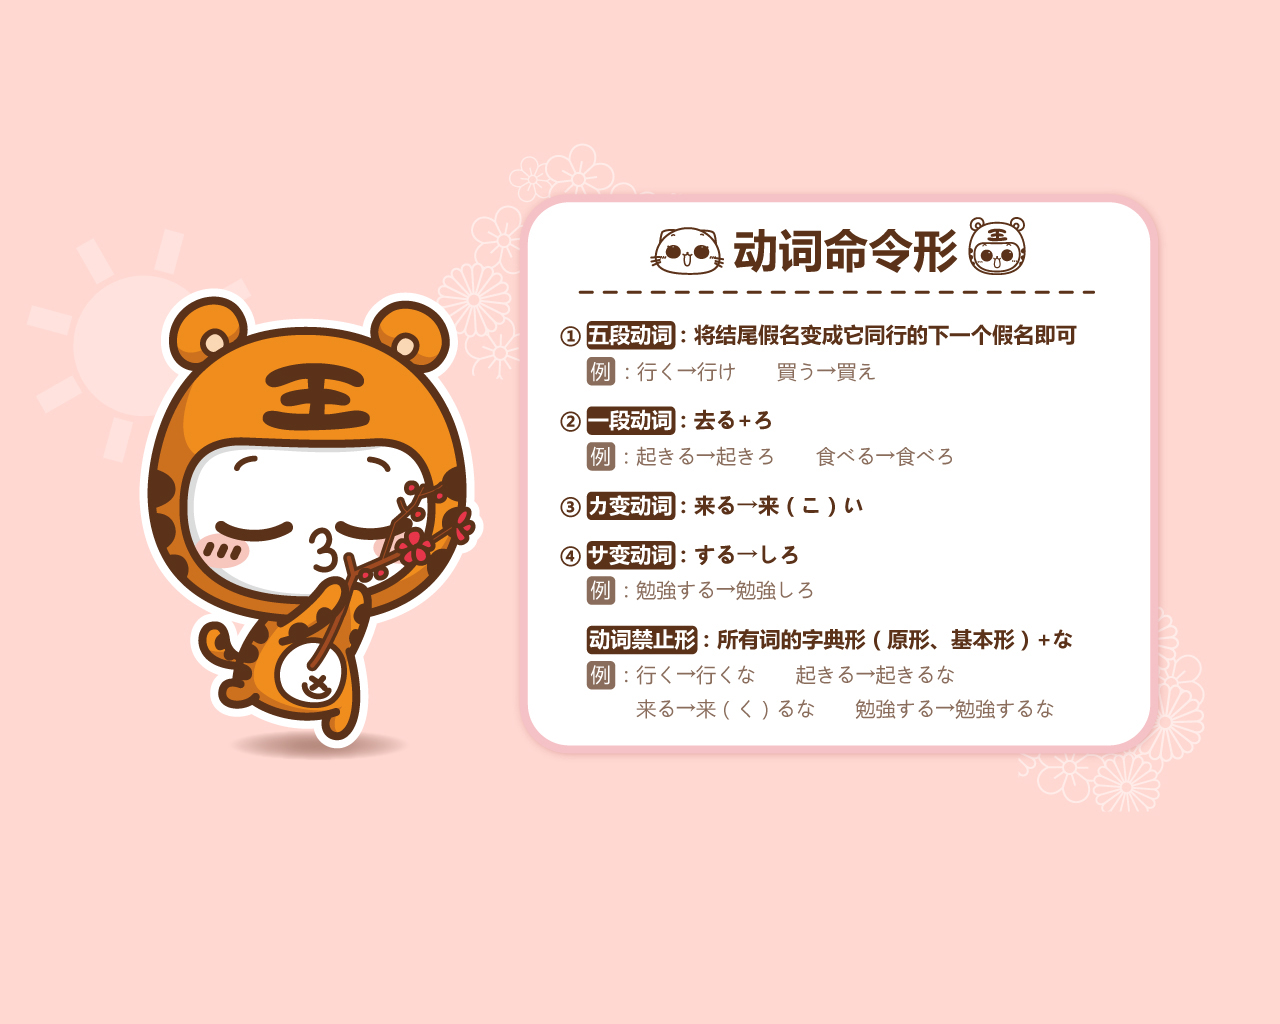 王
动词命令形
① 五段动词：将结尾假名变成它同行的下一个假名即可
例：行く→行け　　買う→買え
② 一段动词：去る+ろ
例：起きる→起きろ　　食べる→食べろ
③ カ变动词：来る→来（こ）い
④ サ变动词：する→しろ
例：勉強する→勉強しろ
动词禁止形：所有词的字典形（原形、基本形）+な
例：行く→行くな　　起きる→起きるな
来る→来（く）るな　　勉強する→勉強するな